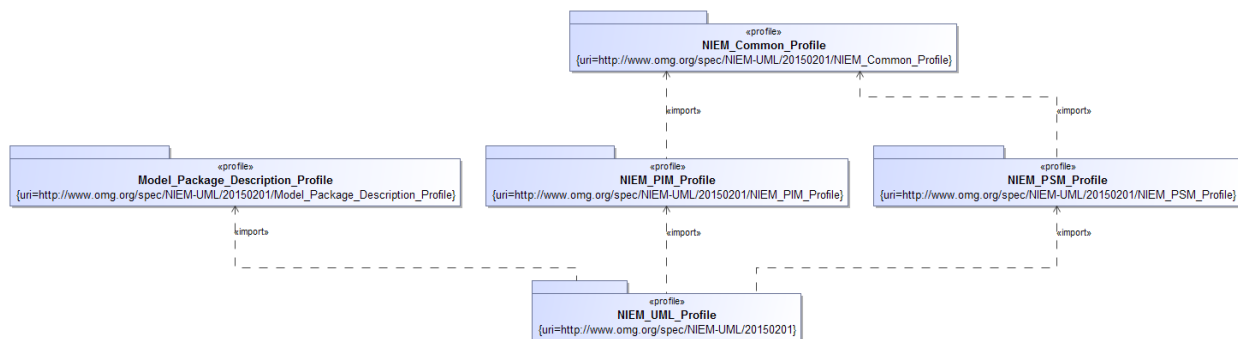 «profile»
NIEM_Common_Profile
{uri=http://www.omg.org/spec/NIEM-UML/20150201/NIEM_Common_Profile}
«import»
«import»
«profile»
Model_Package_Description_Profile
{uri=http://www.omg.org/spec/NIEM-UML/20150201/Model_Package_Description_Profile}
«profile»
NIEM_PIM_Profile
{uri=http://www.omg.org/spec/NIEM-UML/20150201/NIEM_PIM_Profile}
«profile»
NIEM_PSM_Profile
{uri=http://www.omg.org/spec/NIEM-UML/20150201/NIEM_PSM_Profile}
«import»
«import»
«import»
«profile»
NIEM_UML_Profile
{uri=http://www.omg.org/spec/NIEM-UML/20150201}